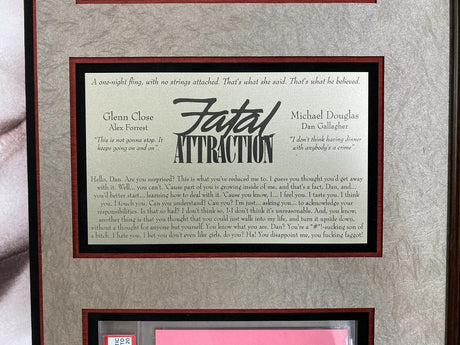 A one-night fling, with no strings attached. That's what she said. That's what he believed.
Glenn Close
Alex Forrest
"This is not gonna stop. It
keeps going on and on".
Fatal
ATTRACTION
Michael Douglas
Dan Gallagher
"I don't think having dinner
with anybody's a crime"
Hello, Dan. Are you surprised? This is what you're reduced me to. I guess you thought you'd get away
with it. Well... you can't. 'Cause part of you is growing inside of me, and that's a fact, Dan, and...
you'd better start... learning how to deal with it. 'Cause you know, I... I feel you. I taste you. I think
you. I touch you. Can you understand? Can you? I'm just... asking you... to acknowledge your
responsibilities. Is that so bad? I don't think so, I-I don't think it's unreasonable. And, you know,
another thing is that you thought that you could just walk into my life, and turn it upside down,
without a thought for anyone but yourself. You know what you are, Dan? You're a "#"!-sucking son of
a bitch. I hate you. I bet you don't even like girls, do you? Ha! You disappoint me, you fucking faggot!